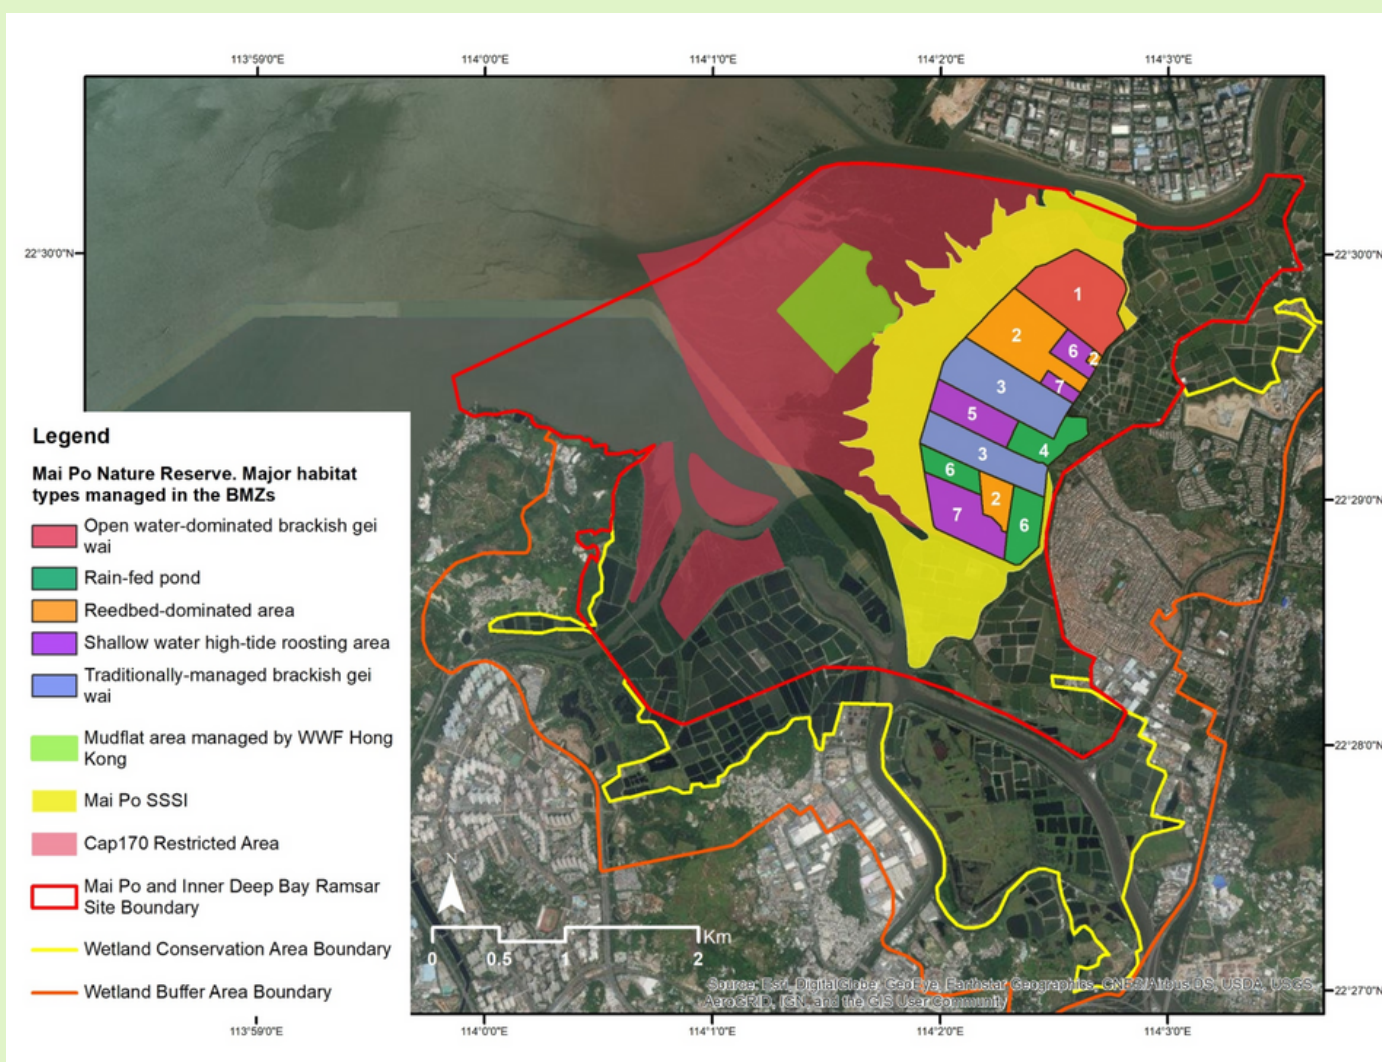 113°59'0"E 114°0'0"E 114°1'0"E 114°2'0"E 114°3'0"E
22°30'0"N 22°30'0"N
1
2
6
2
7
3
5
4
3
6
2
7
6
22°29'0"N
22°28'0"N
22°27'0"N
Legend
Mai Po Nature Reserve. Major habitat
types managed in the BMZs
Open water-dominated brackish gei
wai
Rain-fed pond
Reedbed-dominated area
Shallow water high-tide roosting area
Traditionally-managed brackish gei
wai
Mudflat area managed by WWF Hong
Kong
Mai Po SSSI
Cap170 Restricted Area
Mai Po and Inner Deep Bay Ramsar
Site Boundary
Wetland Conservation Area Boundary
Wetland Buffer Area Boundary
N
Km
0 0.5 1 2
Source: Esri, DigitalGlobe, GeoEye, Earthstar Geographics, CNES/Airbus DS, USDA, USGS,
AeroGRID, IGN, and the GIS User Community
113°59'0"E 114°0'0"E 114°1'0"E 114°2'0"E 114°3'0"E